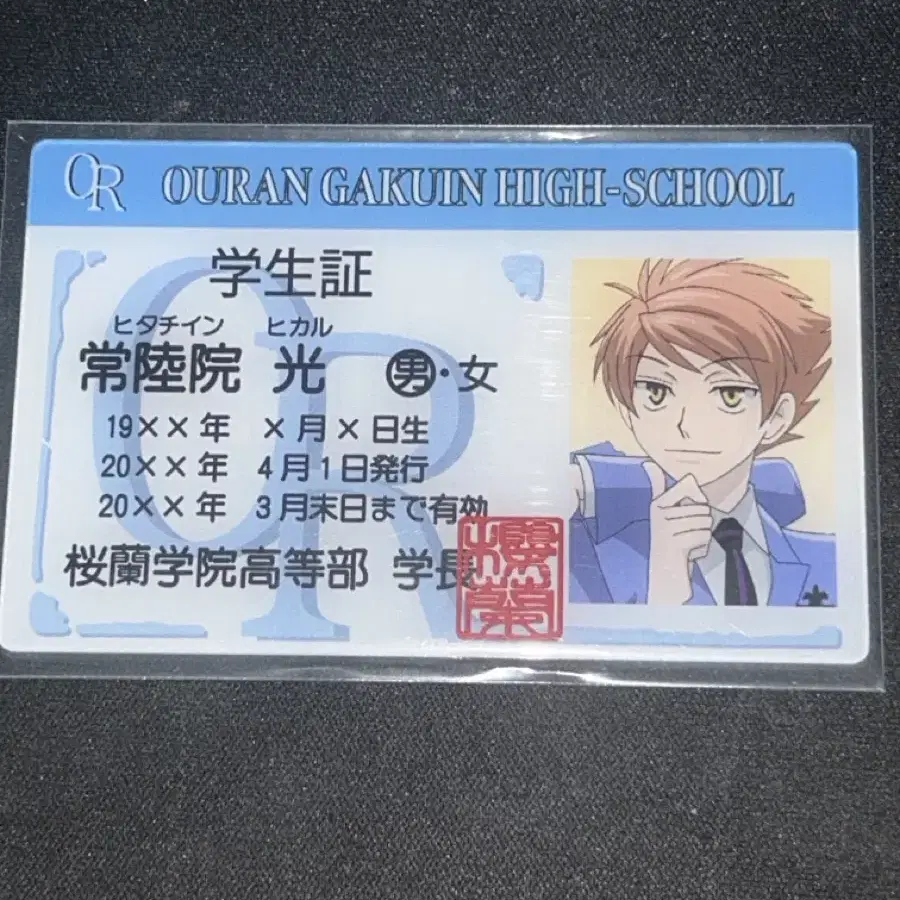 OR OURAN GAKUIN HIGH-SCHOOL
学生証
ヒタチイン ヒカル
常陸院 光 男・女
19××年 ×月×日生
20××年 4月1日発行
20××年 3月末日まで有効
桜蘭学院高等部 学長